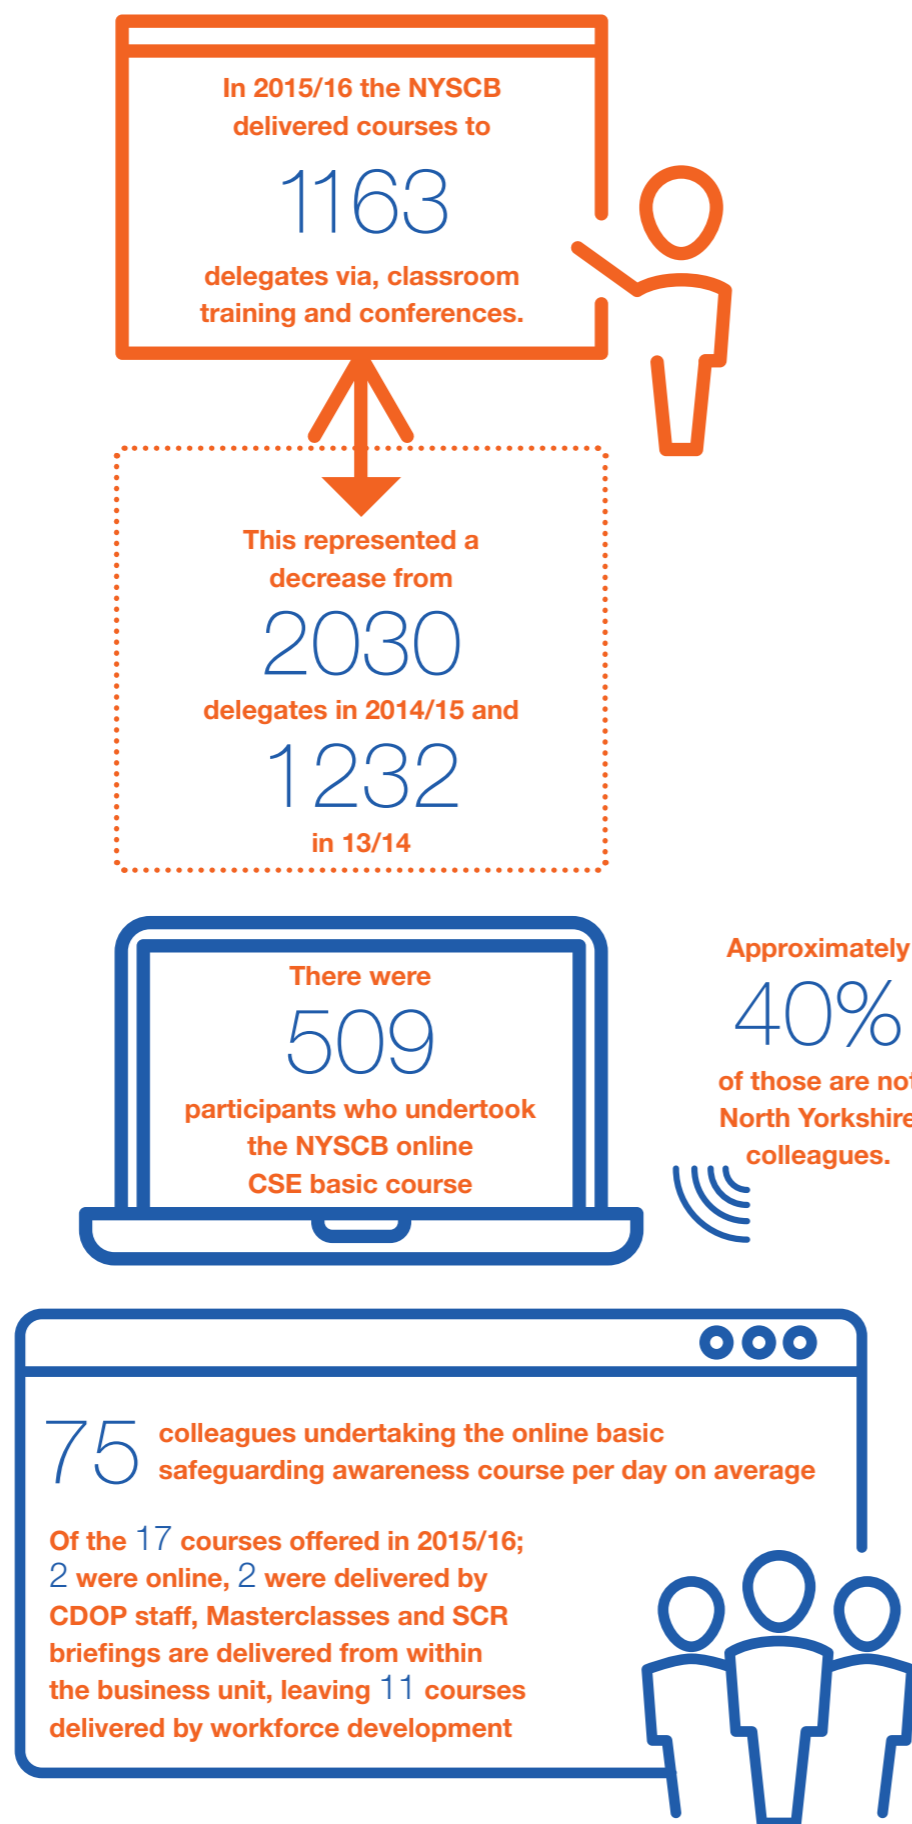 In 2015/16 the NYSCB
delivered courses to
1163
delegates via, classroom
training and conferences.
This represented a
decrease from
2030
delegates in 2014/15 and
1232
in 13/14
There were
509
participants who undertook
the NYSCB online
CSE basic course
Approximately
40%
of those are not
North Yorkshire
colleagues.
75 colleagues undertaking the online basic
safeguarding awareness course per day on average
Of the 17 courses offered in 2015/16;
2 were online, 2 were delivered by
CDOP staff, Masterclasses and SCR
briefings are delivered from within
the business unit, leaving 11 courses
delivered by workforce development